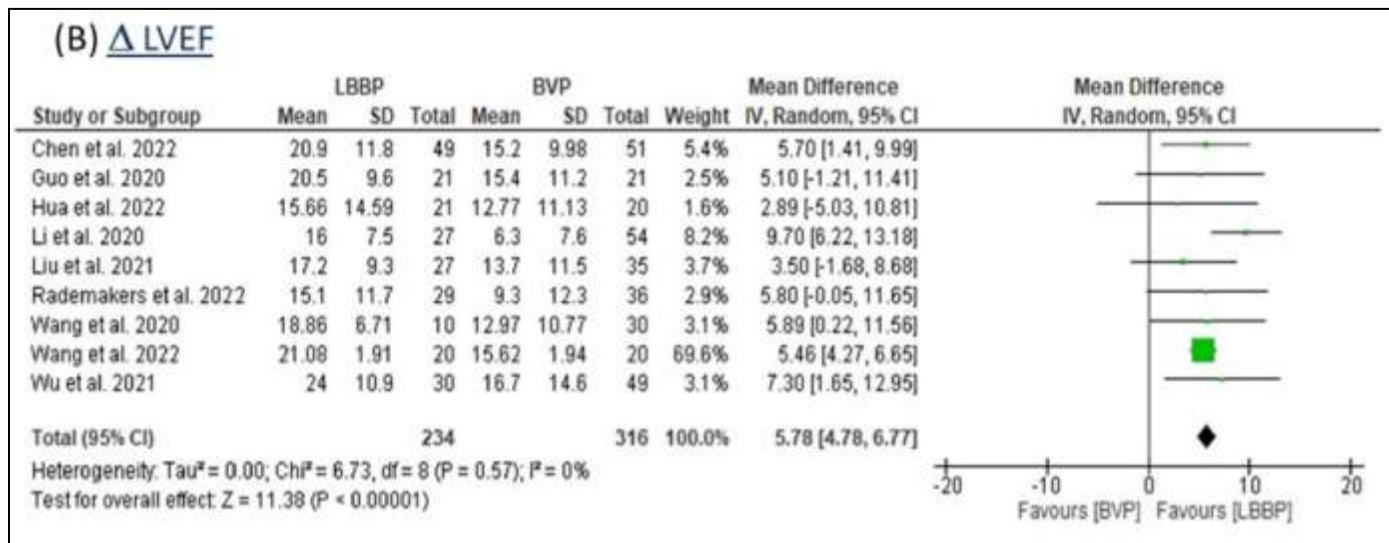 (B) Δ LVEF
LBBP BVP Mean Difference Mean Difference
Study or Subgroup Mean SD Total Mean SD Total Weight IV, Random, 95% CI IV, Random, 95% CI
Chen et al. 2022 20.9 11.8 49 15.2 9.98 51 5.4% 5.70 [1.41, 9.99]
Guo et al. 2020 20.5 9.6 21 15.4 11.2 21 2.5% 5.10 [-1.21, 11.41]
Hua et al. 2022 15.66 14.59 21 12.77 11.13 20 1.6% 2.89 [-5.03, 10.81]
Li et al. 2020 16 7.5 27 6.3 7.6 54 8.2% 9.70 [6.22, 13.18]
Liu et al. 2021 17.2 9.3 27 13.7 11.5 35 3.7% 3.50 [-1.68, 8.68]
Rademakers et al. 2022 15.1 11.7 29 9.3 12.3 36 2.9% 5.80 [-0.05, 11.65]
Wang et al. 2020 18.86 6.71 10 12.97 10.77 30 3.1% 5.89 [0.22, 11.56]
Wang et al. 2022 21.08 1.91 20 15.62 1.94 20 69.6% 5.46 [4.27, 6.65]
Wu et al. 2021 24 10.9 30 16.7 14.6 49 3.1% 7.30 [1.65, 12.95]
Total (95% CI) 234 316 100.0% 5.78 [4.78, 6.77]
Heterogeneity: Tau² = 0.00; Chi² = 6.73, df = 8 (P = 0.57); I² = 0%
Test for overall effect: Z = 11.38 (P < 0.00001)
-20 -10 0 10 20
Favours [BVP] Favours [LBBP]